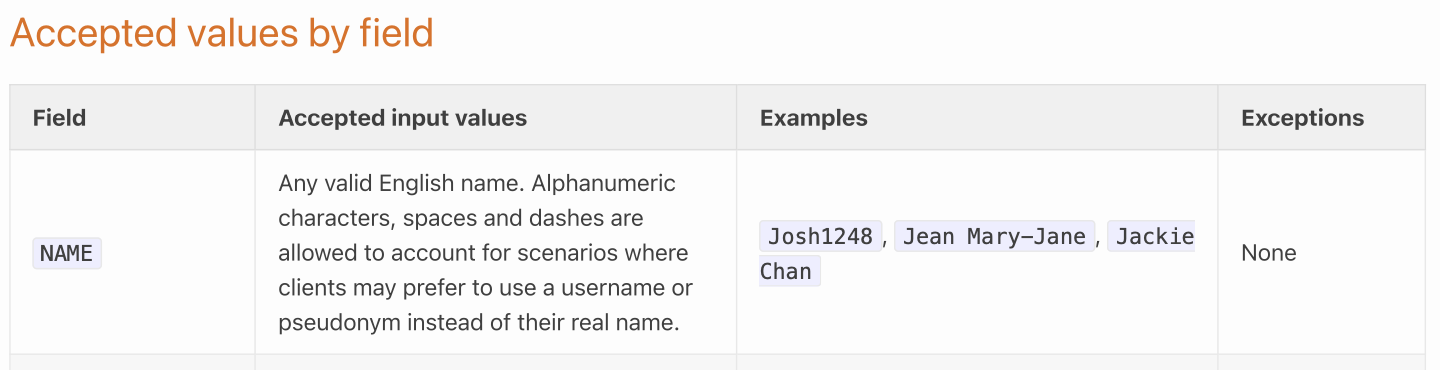 Accepted values by field
Field Accepted input values Examples Exceptions
NAME
Any valid English name. Alphanumeric
characters, spaces and dashes are
allowed to account for scenarios where
clients may prefer to use a username or
pseudonym instead of their real name.
Josh1248, Jean Mary-Jane, Jackie
Chan
None